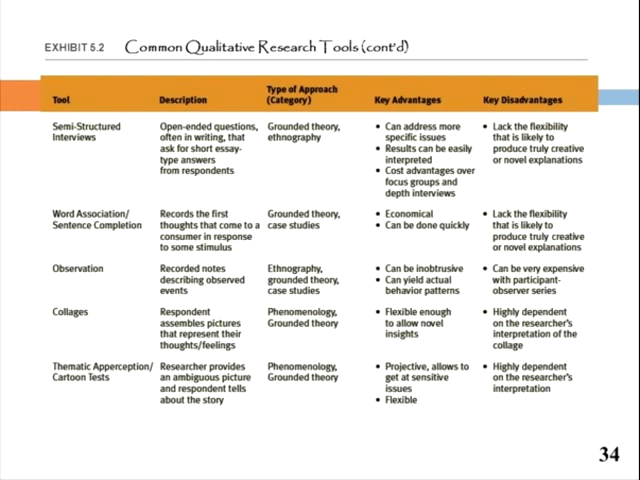 EXHIBIT 5.2 Common Qualitative Research Tools (cont'd)
Tool Description Type of Approach (Category) Key Advantages Key Disadvantages
Semi-Structured
Interviews
Open-ended questions,
often in writing, that
ask for short essay-
type answers
from respondents
Grounded theory,
ethnography
• Can address more
specific issues
• Results can be easily
interpreted
• Cost advantages over
focus groups and
depth interviews
• Lack the flexibility
that is likely to
produce truly creative
or novel explanations
Word Association/
Sentence Completion
Records the first
thoughts that come to a
consumer in response
to some stimulus
Grounded theory,
case studies
• Economical
• Can be done quickly
• Lack the flexibility
that is likely to
produce truly creative
or novel explanations
Observation
Recorded notes
describing observed
events
Ethnography,
grounded theory,
case studies
• Can be inobtrusive
• Can yield actual
behavior patterns
• Can be very expensive
with participant-
observer series
Collages
Respondent
assembles pictures
that represent their
thoughts/feelings
Phenomenology,
Grounded theory
• Flexible enough
to allow novel
insights
• Highly dependent
on the researcher's
interpretation of the
collage
Thematic Apperception/
Cartoon Tests
Researcher provides
an ambiguous picture
and respondent tells
about the story
Phenomenology,
Grounded theory
• Projective, allows to
get at sensitive
issues
• Flexible
• Highly dependent
on the researcher's
interpretation
34